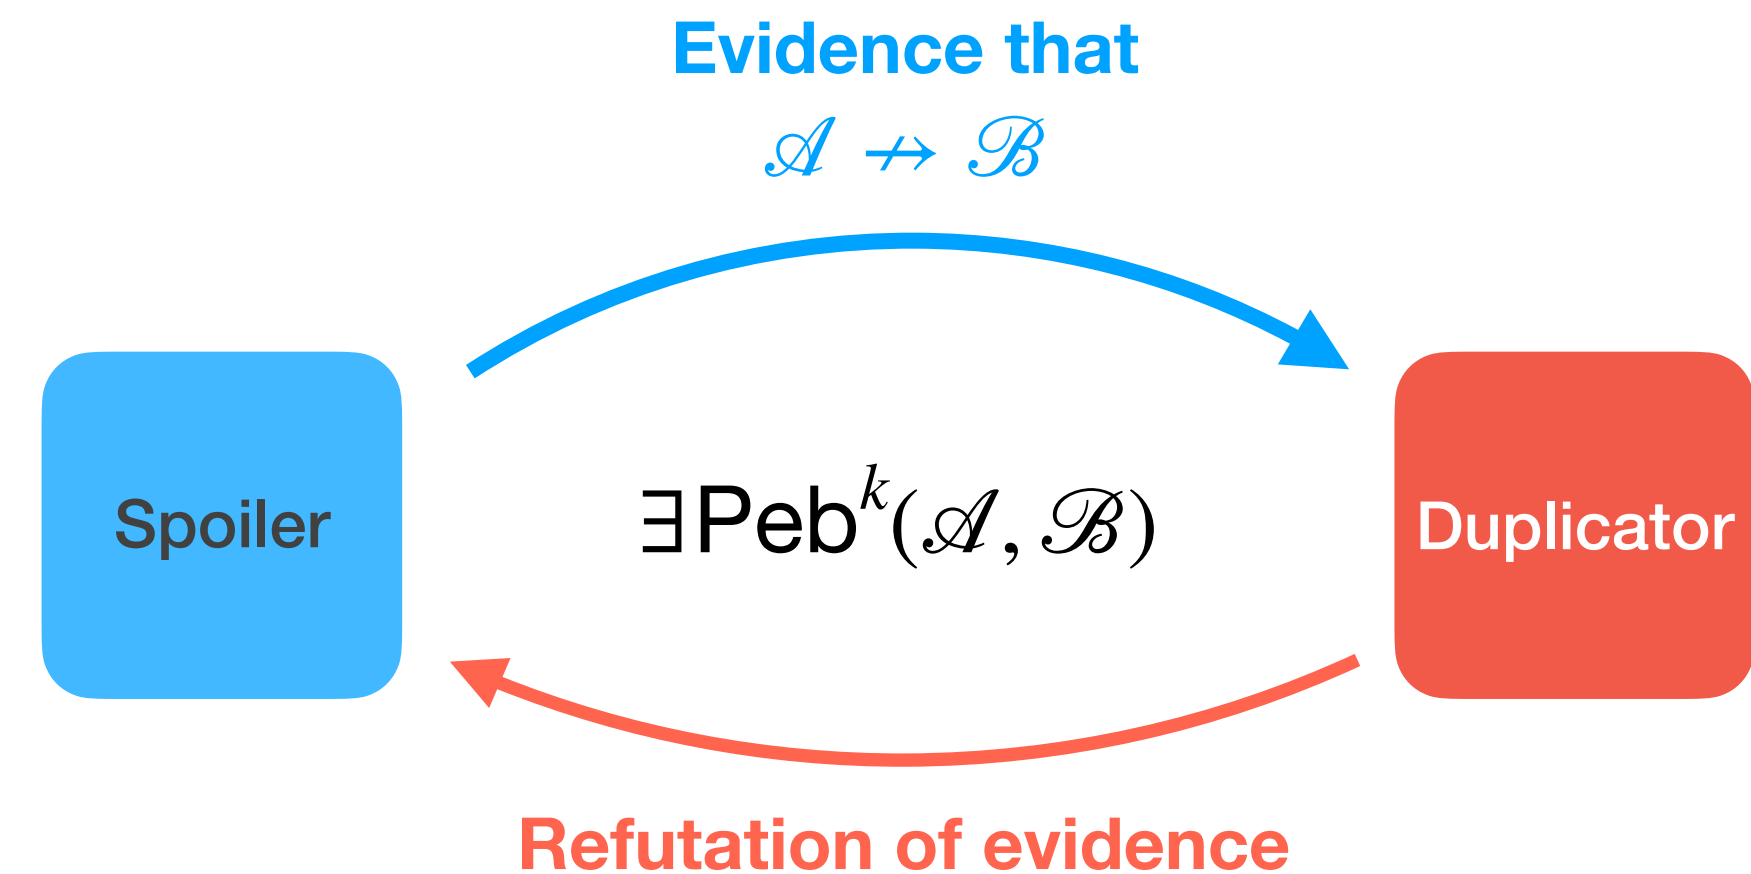 Evidence that
𝒜 ↛ ℬ
Spoiler
∃Peb^k(𝒜, ℬ)
Duplicator
Refutation of evidence